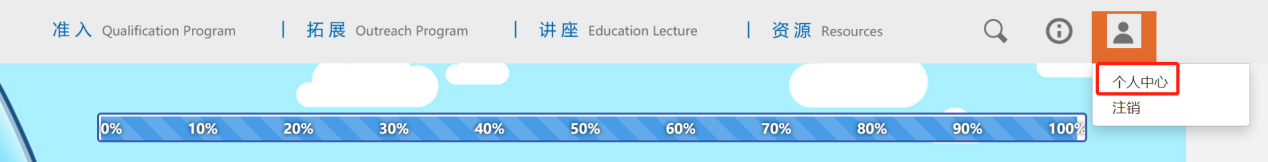 准入 Qualification Program | 拓展 Outreach Program | 讲座 Education Lecture | 资源 Resources
个人中心
注销
0% 10% 20% 30% 40% 50% 60% 70% 80% 90% 100%